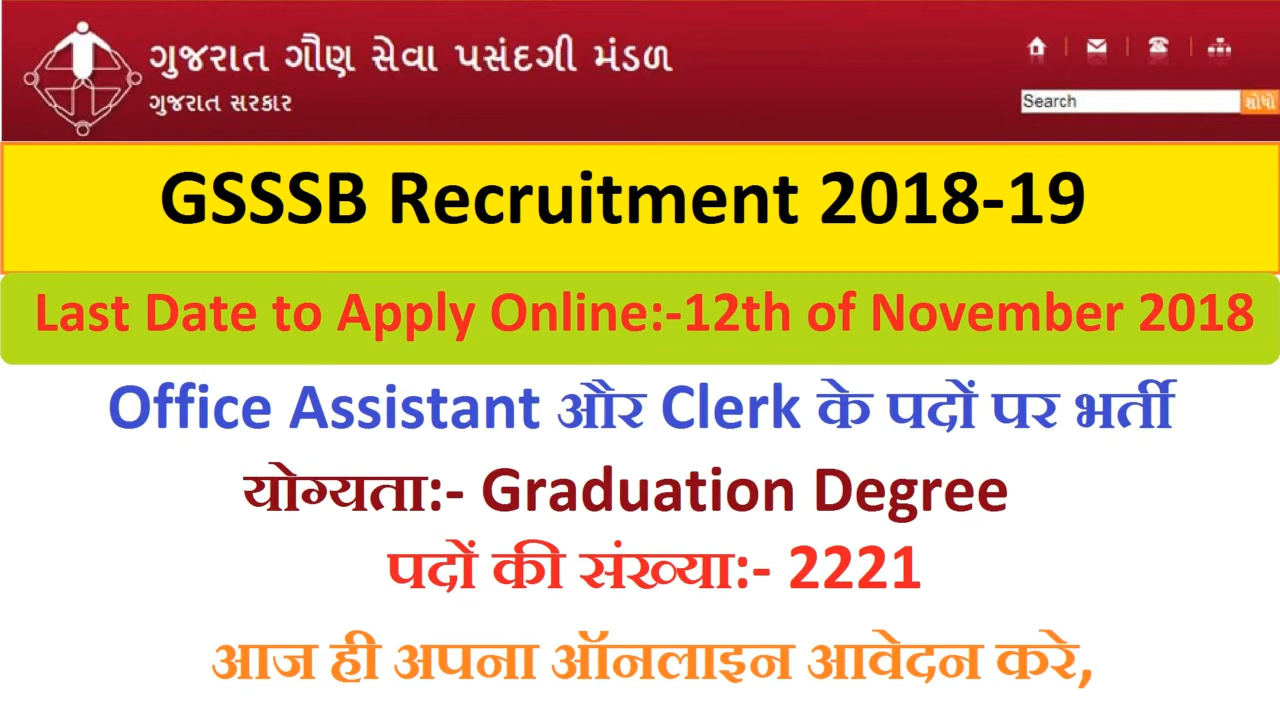 ગુજરાત ગૌણ સેવા પસંદગી મંડળ
ગુજરાત સરકાર
Search શોધો
GSSSB Recruitment 2018-19
Last Date to Apply Online:-12th of November 2018
Office Assistant और Clerk के पदों पर भर्ती
योग्यता:- Graduation Degree
पदों की संख्या:- 2221
आज ही अपना ऑनलाइन आवेदन करे,